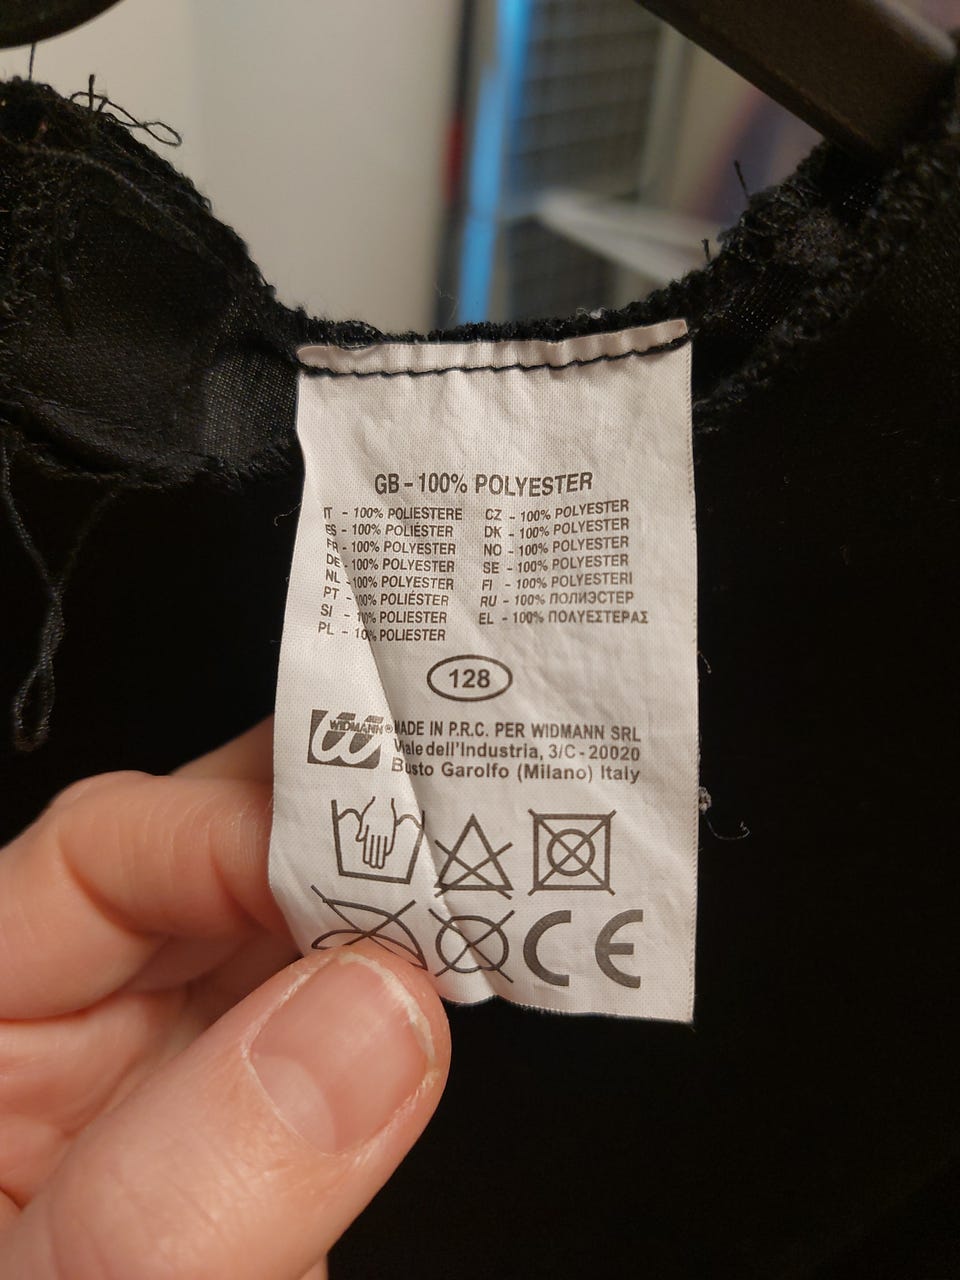 GB - 100% POLYESTER
IT - 100% POLIESTERE
ES - 100% POLIÉSTER
FR - 100% POLYESTER
DE - 100% POLYESTER
NL - 100% POLYESTER
PT - 100% POLIÉSTER
SI - 100% POLIESTER
PL - 100% POLIESTER
CZ - 100% POLYESTER
DK - 100% POLYESTER
NO - 100% POLYESTER
SE - 100% POLYESTER
FI - 100% POLYESTERI
RU - 100% ПОЛИЭСТЕР
EL - 100% ΠΟΛΥΕΣΤΕΡΑΣ
128
WIDMANN®
MADE IN P.R.C. PER WIDMANN SRL
Viale dell'Industria, 3/C - 20020
Busto Garolfo (Milano) Italy
CE